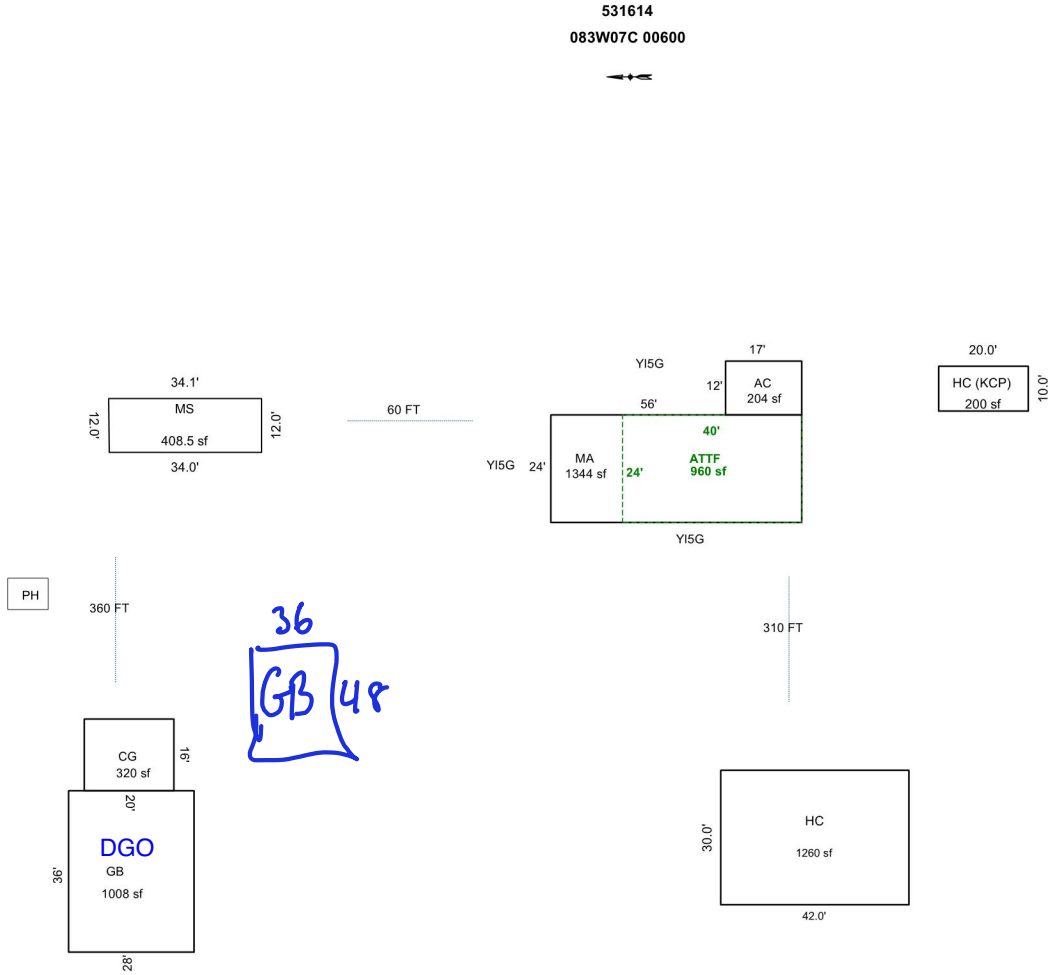 531614
083W07C 00600
17'
YI5G
20.0'
34.1'
12'
AC
204 sf
HC (KCP)
200 sf
10.0'
MS
12.0'
12.0'
408.5 sf
34.0'
60 FT
56'
40'
YI5G
24'
MA
1344 sf
24'
ATTF
960 sf
YI5G
PH
360 FT
36
GB
48
310 FT
CG
320 sf
16'
20'
DGO
GB
1008 sf
36'
28'
HC
1260 sf
30.0'
42.0'